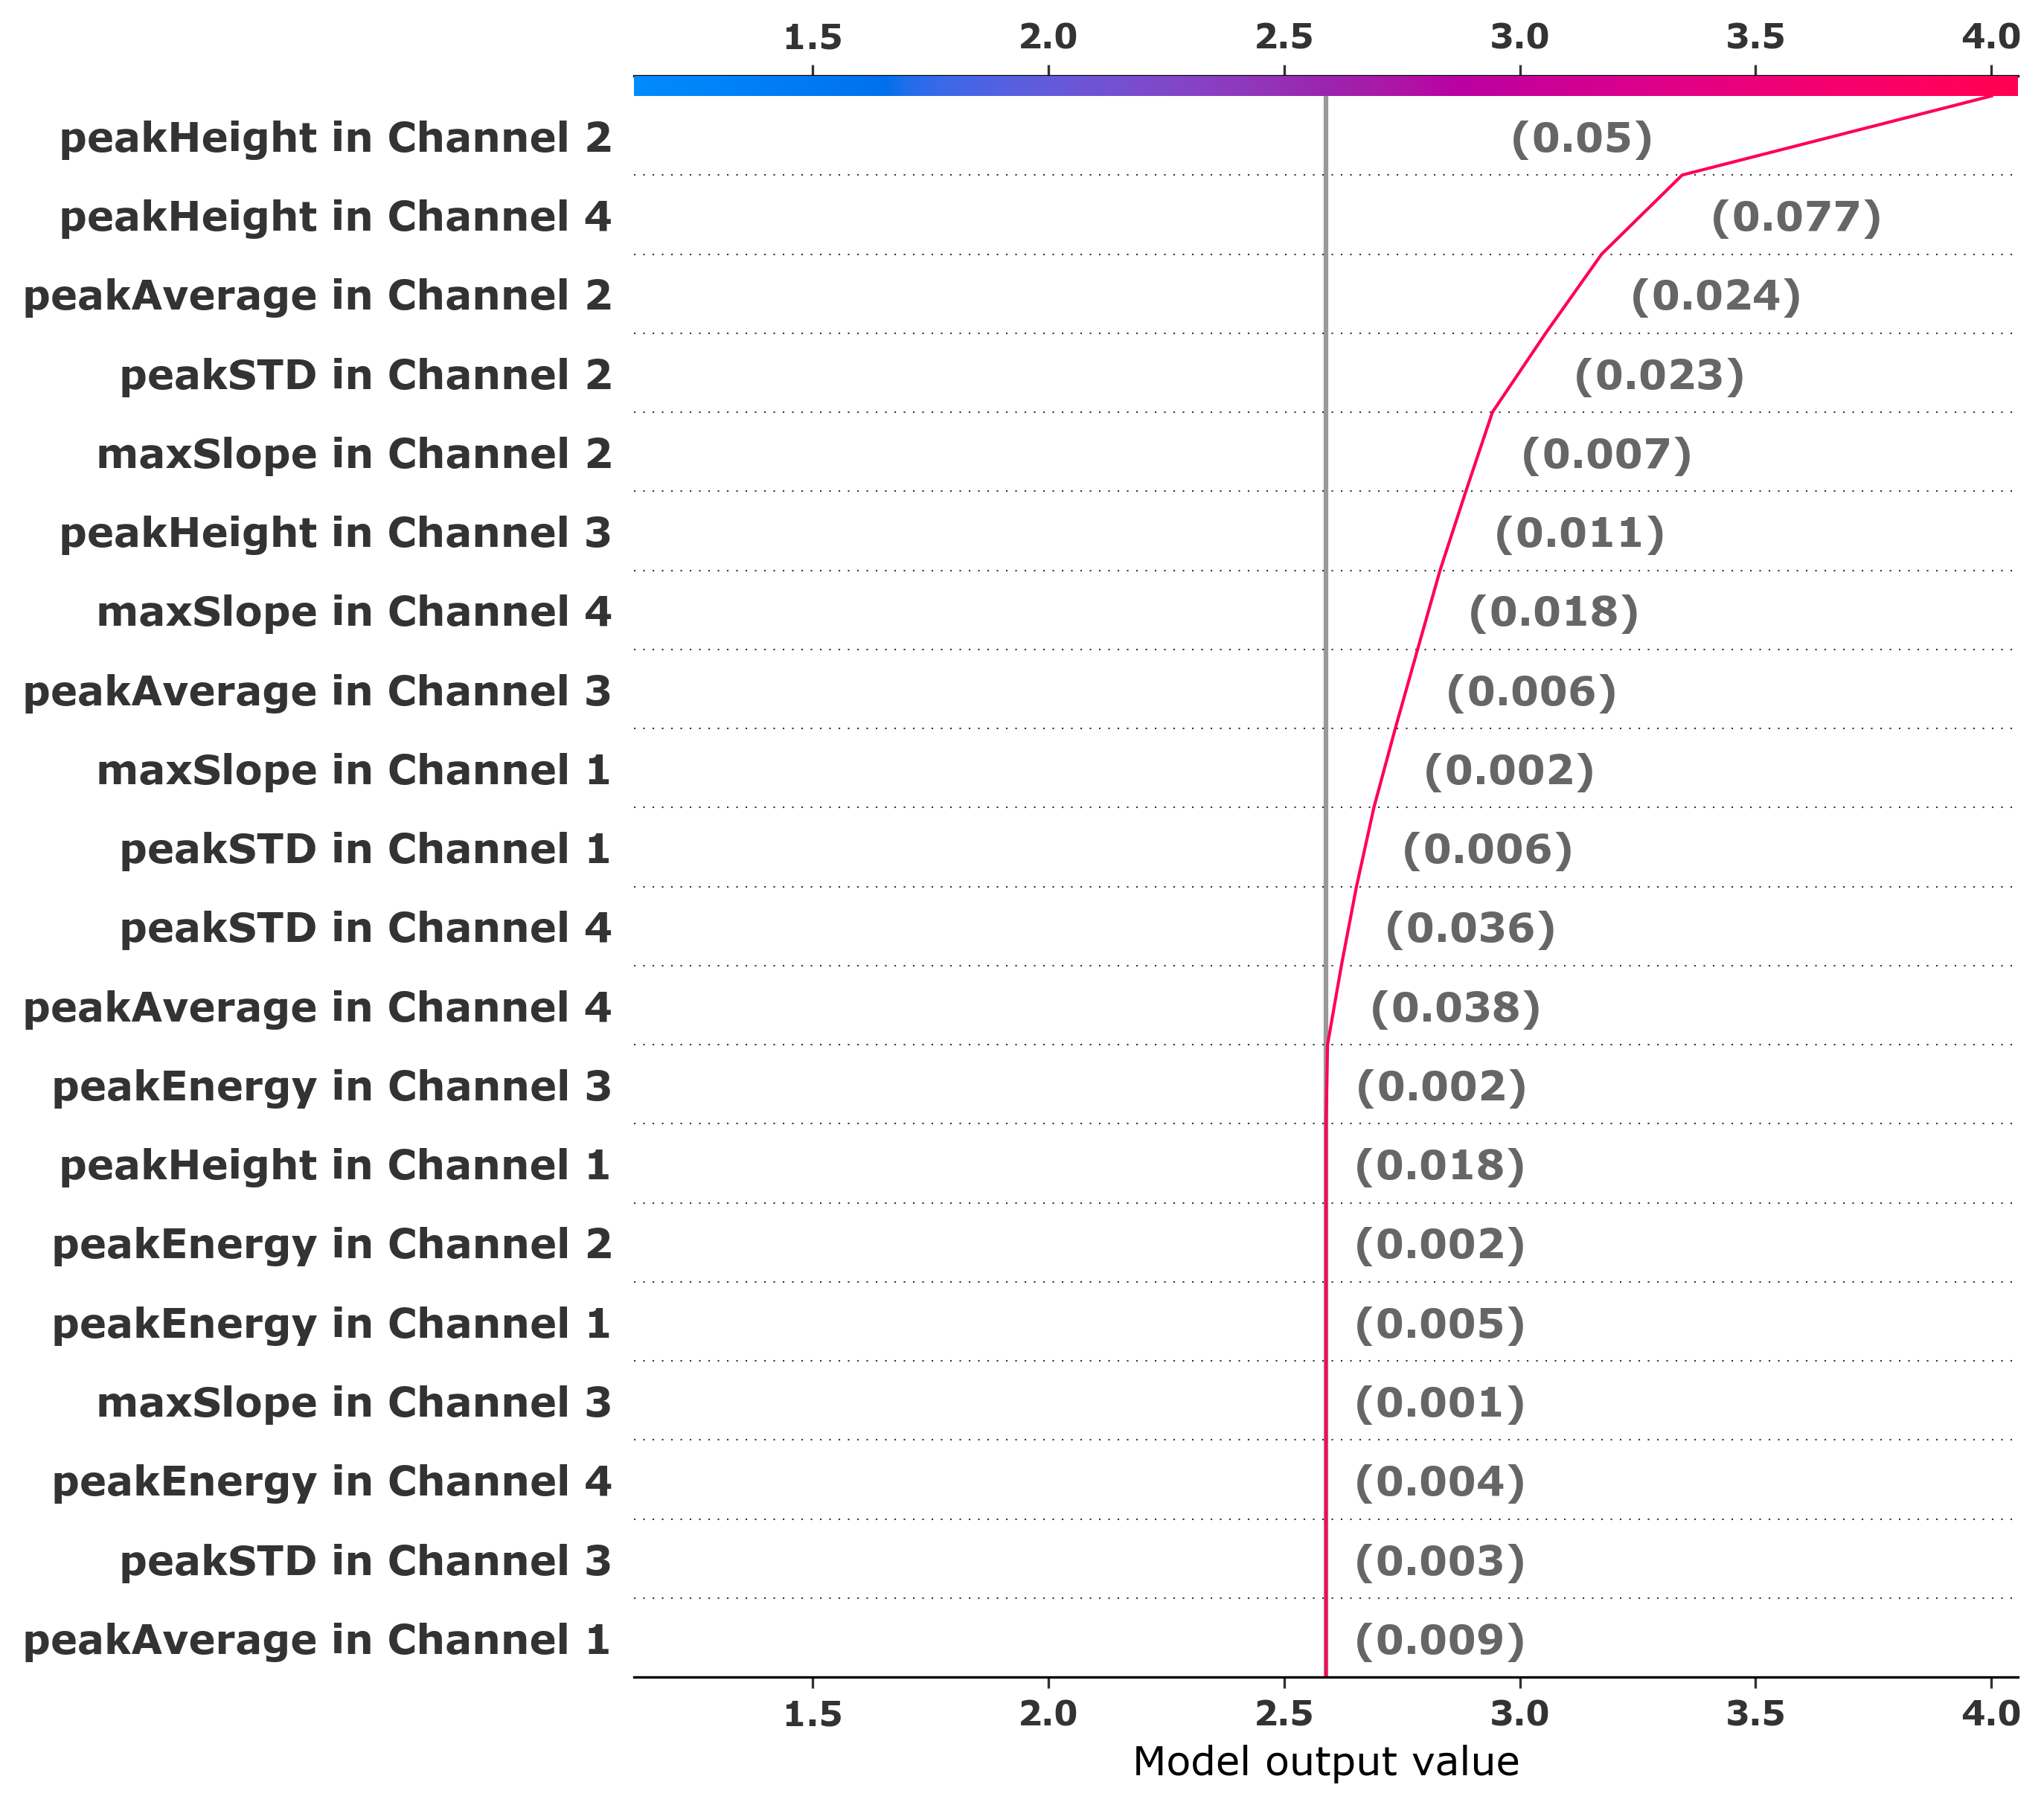 1.5 2.0 2.5 3.0 3.5 4.0
peakHeight in Channel 2 (0.05)
peakHeight in Channel 4 (0.077)
peakAverage in Channel 2 (0.024)
peakSTD in Channel 2 (0.023)
maxSlope in Channel 2 (0.007)
peakHeight in Channel 3 (0.011)
maxSlope in Channel 4 (0.018)
peakAverage in Channel 3 (0.006)
maxSlope in Channel 1 (0.002)
peakSTD in Channel 1 (0.006)
peakSTD in Channel 4 (0.036)
peakAverage in Channel 4 (0.038)
peakEnergy in Channel 3 (0.002)
peakHeight in Channel 1 (0.018)
peakEnergy in Channel 2 (0.002)
peakEnergy in Channel 1 (0.005)
maxSlope in Channel 3 (0.001)
peakEnergy in Channel 4 (0.004)
peakSTD in Channel 3 (0.003)
peakAverage in Channel 1 (0.009)
1.5 2.0 2.5 3.0 3.5 4.0
Model output value